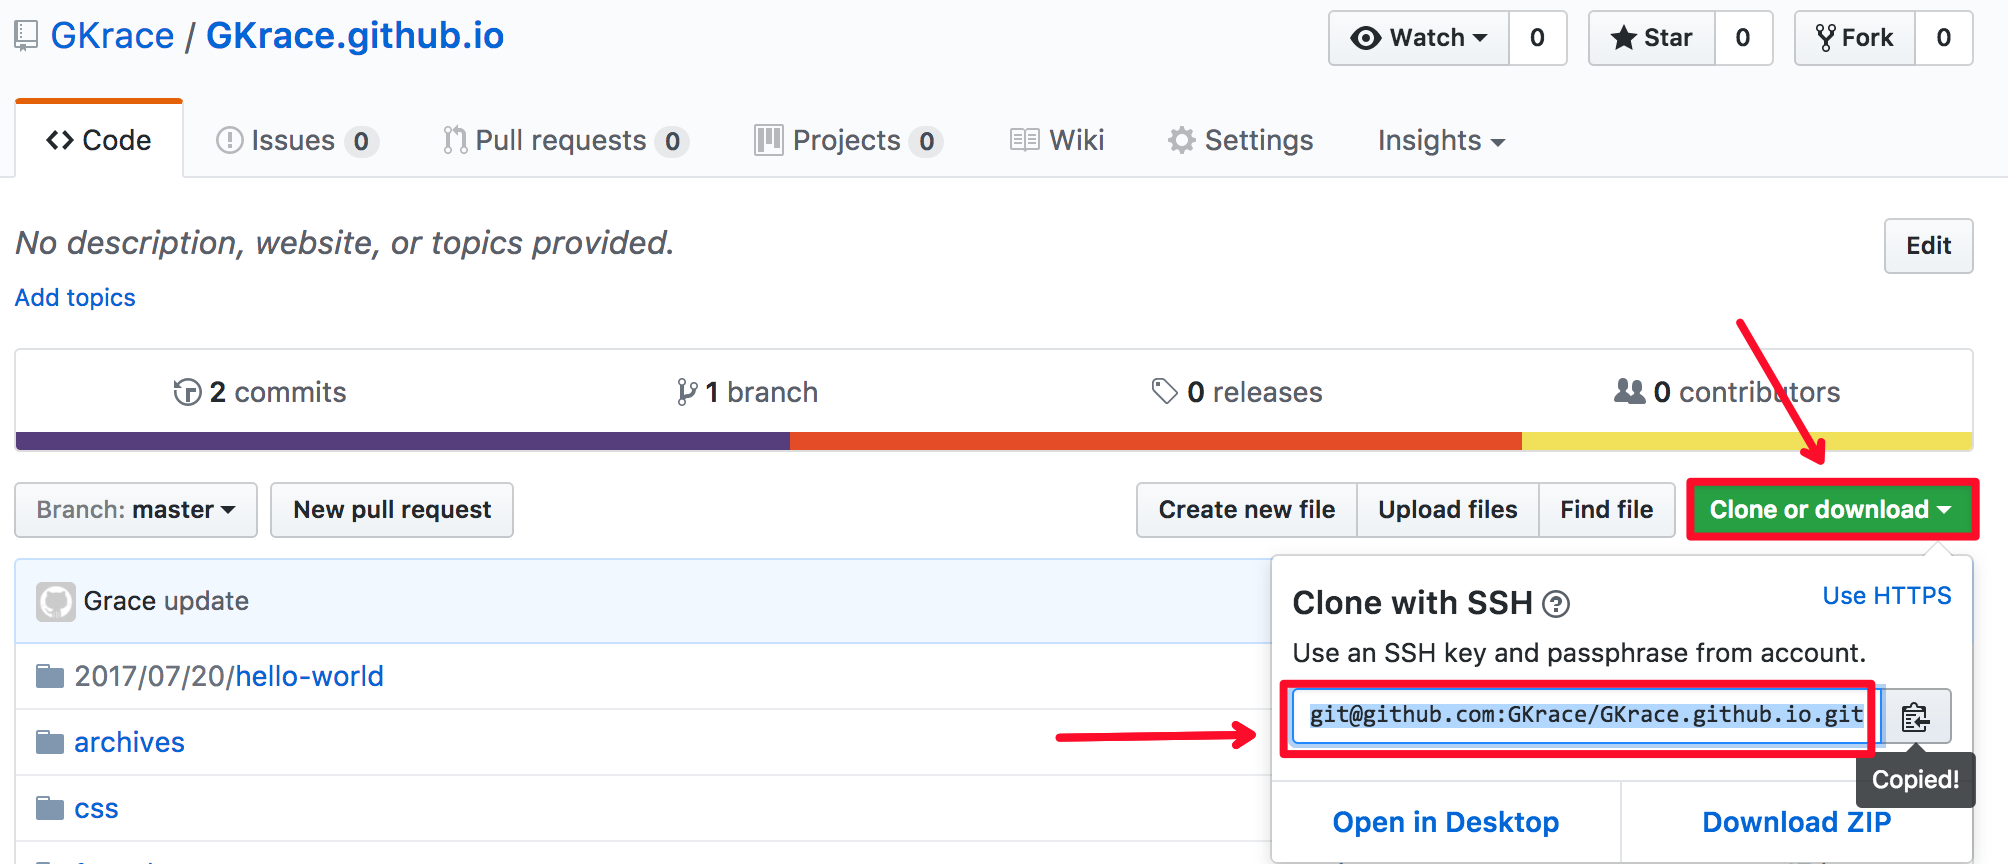 GKrace / GKrace.github.io
Watch 0 Star 0 Fork 0
<> Code Issues 0 Pull requests 0 Projects 0 Wiki Settings Insights
No description, website, or topics provided.
Edit
Add topics
2 commits 1 branch 0 releases 0 contributors
Branch: master New pull request Create new file Upload files Find file Clone or download
Grace update
Clone with SSH ?
Use HTTPS
Use an SSH key and passphrase from account.
2017/07/20/hello-world
git@github.com:GKrace/GKrace.github.io.git
archives
Copied!
css
Open in Desktop Download ZIP